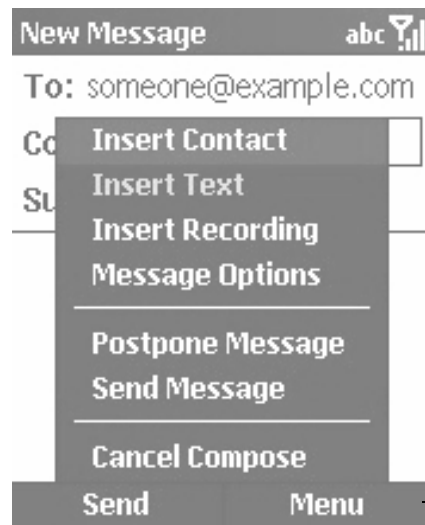 New Message abc
To: someone@example.com
Cc
Insert Contact
Su
Insert Text
Insert Recording
Message Options
Postpone Message
Send Message
Cancel Compose
Send Menu